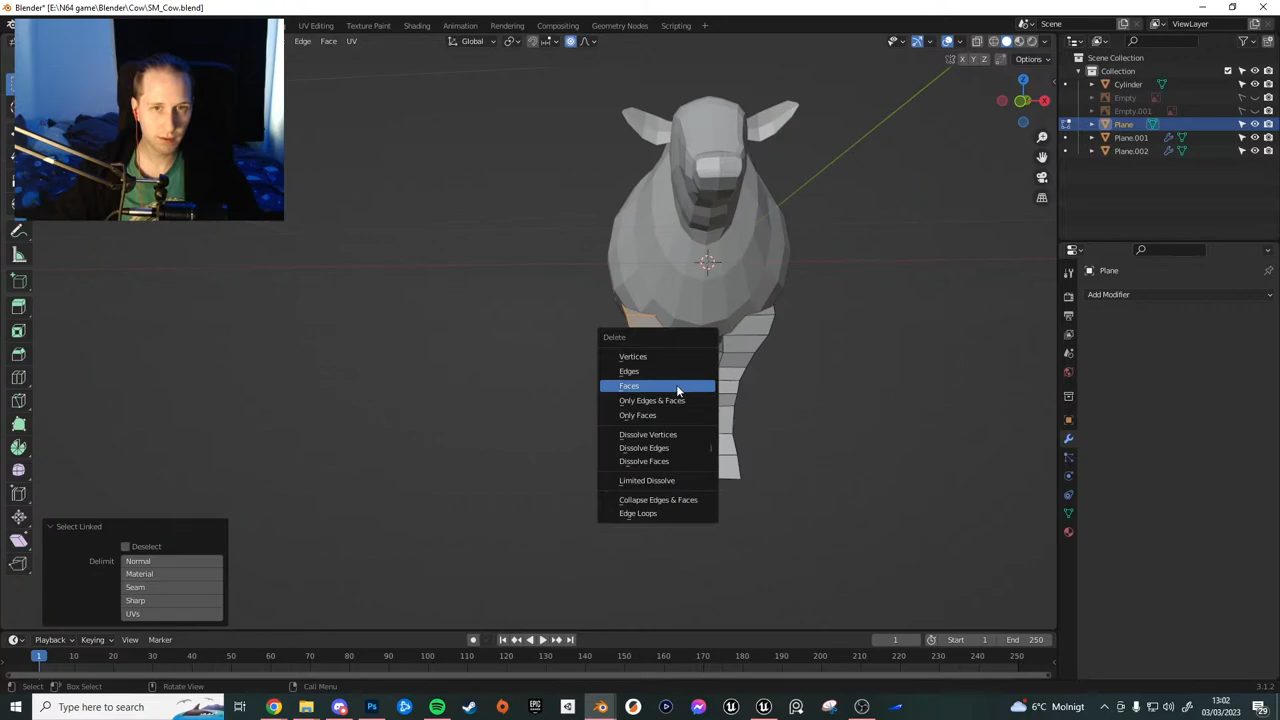 Blender* [E:\N64 game\Blender\Cow\SM_Cow.blend]
UV Editing Texture Paint Shading Animation Rendering Compositing Geometry Nodes Scripting +
Scene ViewLayer
Edge Face UV Global
X Y Z Options
Scene Collection
Collection
Cylinder
Empty
Empty.001
Plane
Plane.001
Plane.002
Z
X
Plane
Add Modifier
Delete
Vertices
Edges
Faces
Only Edges & Faces
Only Faces
Dissolve Vertices
Dissolve Edges
Dissolve Faces
Limited Dissolve
Collapse Edges & Faces
Edge Loops
Select Linked
Deselect
Delimit Normal
Material
Seam
Sharp
UVs
Playback Keying View Marker 1 Start 1 End 250
1 10 20 30 40 50 60 70 80 90 100 110 120 130 140 150 160 170 180 190 200 210 220 230 240 250
Select Box Select Rotate View Call Menu 3.1.2
Type here to search
6°C Molnigt
13:02
03/03/2023